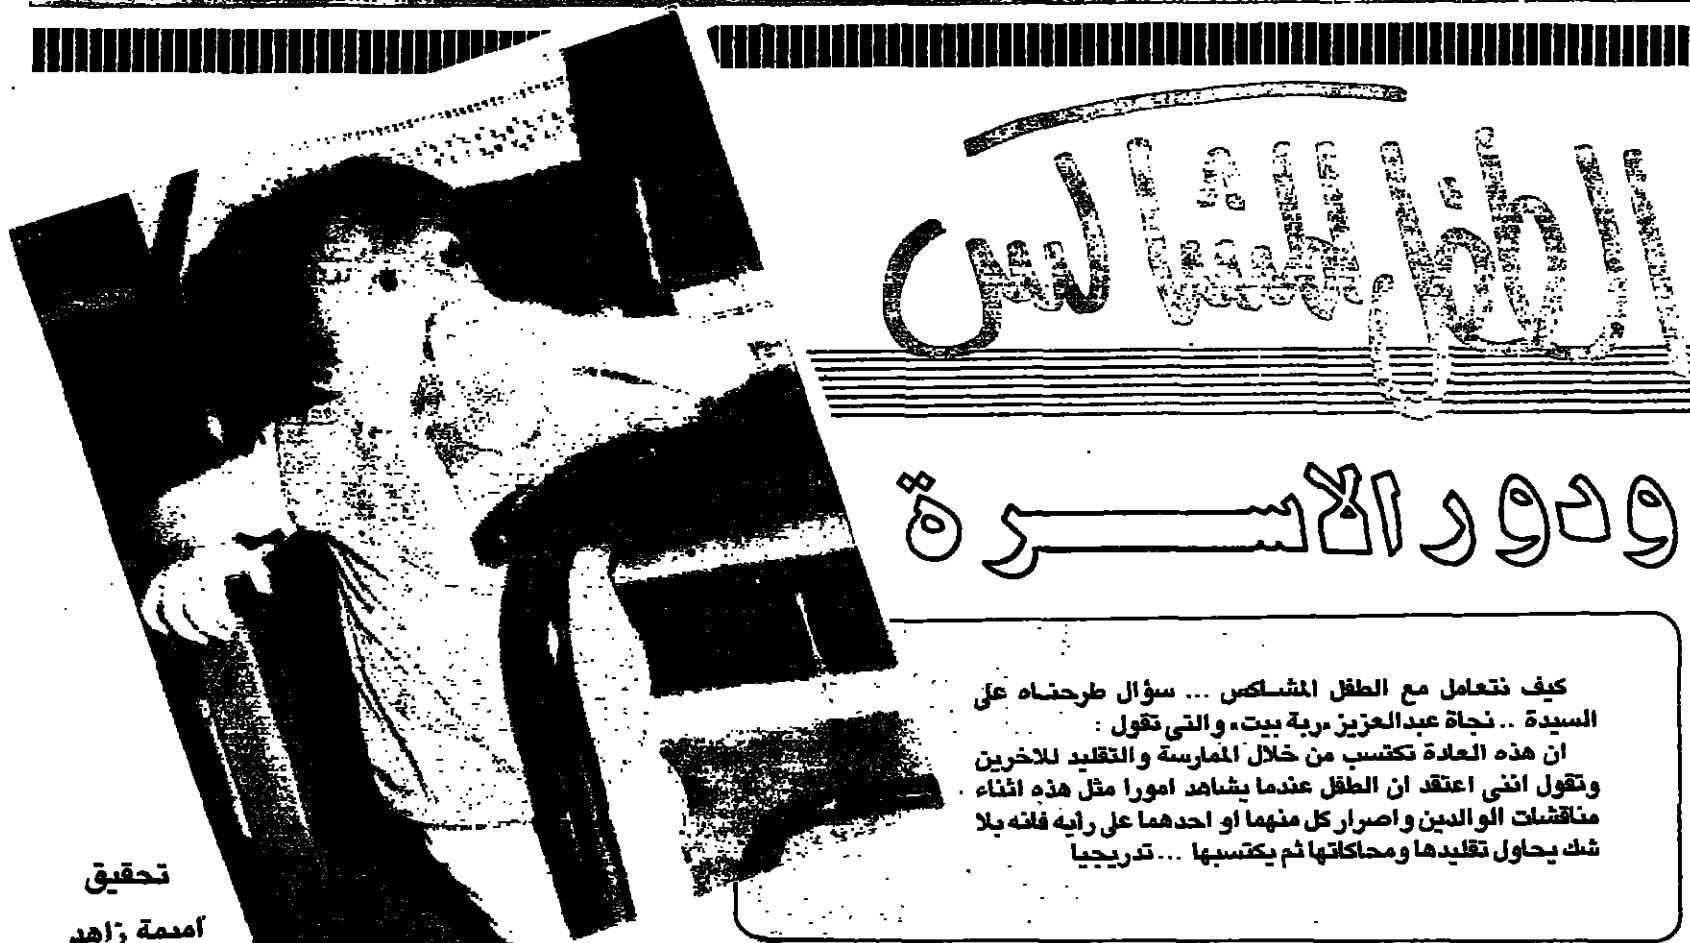 الطفل المشاكس
ودور الاسرة
كيف نتعامل مع الطفل المشاكس ... سؤال طرحناه على
السيدة .. نجاة عبدالعزيز «ربة بيت» والتي تقول :
ان هذه العادة تكتسب من خلال الممارسة والتقليد للاخرين
وتقول اننى اعتقد ان الطفل عندما يشاهد امورا مثل هذه اثناء
مناقشات الوالدين واصرار كل منهما او احدهما على رايه فانه بلا
شك يحاول تقليدها ومحاكاتها ثم يكتسبها ... تدريجيا
تحقيق
اميمة زاهد